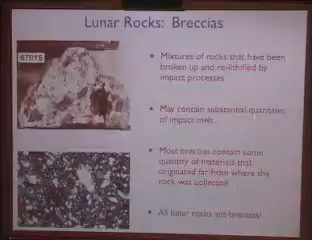 Lunar Rocks: Breccias
67915
• Mixtures of rocks that have been
broken up and re-lithified by
impact processes
• May contain substantial quantities
of impact melt.
• Most breccias contain some
quantity of materials that
originated far from where the
rock was collected
• All lunar rocks are breccias!